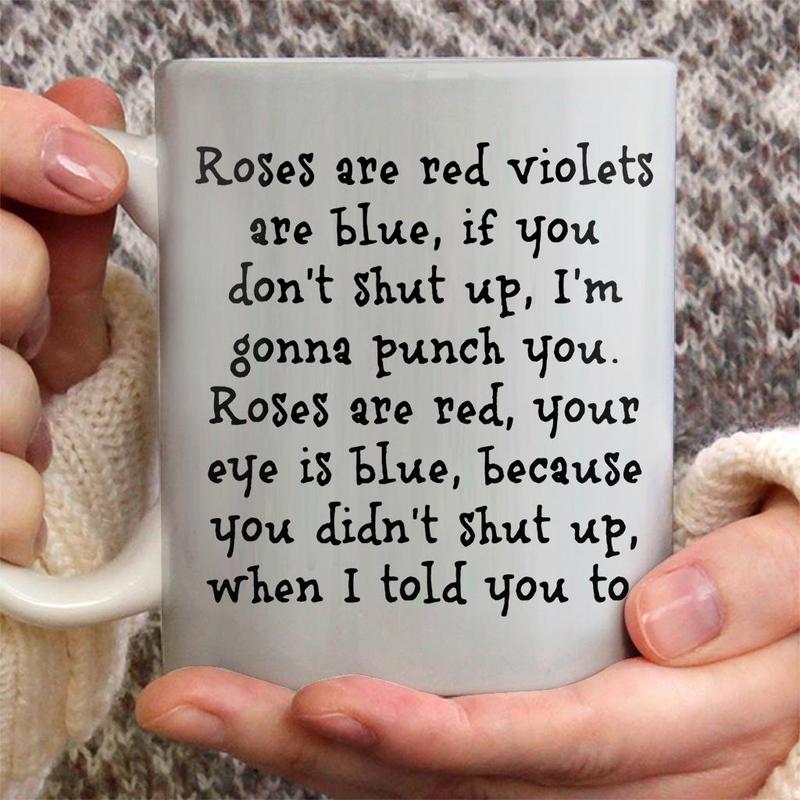 Roses are red violets
are blue, if you
don't shut up, I'm
gonna punch you.
Roses are red, your
eye is blue, because
you didn't shut up,
when I told you to